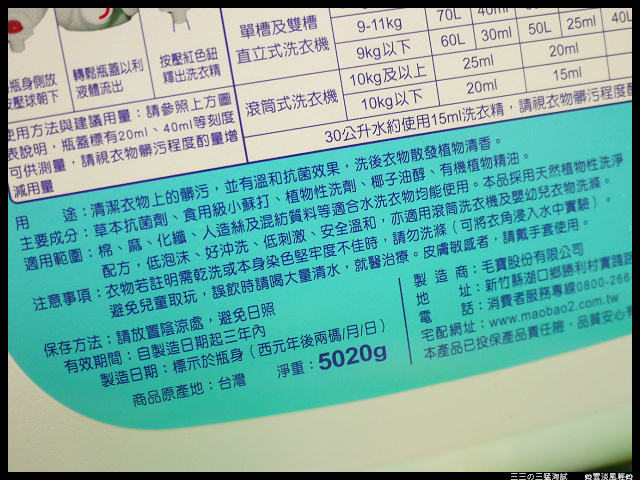 瓶身側放 轉鬆瓶蓋以利 按壓紅色鈕
按壓球朝下 液體流出 釋出洗衣精
使用方法與建議用量：請參照上方圖
表說明，瓶蓋標有20ml、40ml等刻度
可供測量，請視衣物髒污程度酌量增
減用量
單槽及雙槽
直立式洗衣機
9-11kg 70L 40ml
9kg以下 60L 30ml 50L 25ml 40L
滾筒式洗衣機
10kg及以上 25ml 20ml
10kg以下 20ml 15ml
30公升水約使用15ml洗衣精，請視衣物髒污程度酌
用 途：清潔衣物上的髒污，並有溫和抗菌效果，洗後衣物散發植物清香。
主要成分：草本抗菌劑、食用級小蘇打、植物性洗劑、椰子油醇、有機植物精油。
適用範圍：棉、麻、化纖、人造絲及混紡質料等適合水洗衣物均能使用。本品採用天然植物性洗淨
配方，低泡沫、好沖洗、低刺激、安全溫和，亦適用滾筒洗衣機及嬰幼兒衣物洗滌。
注意事項：衣物若註明需乾洗或本身染色堅牢度不佳時，請勿洗滌（可將衣角浸入水中實驗）。
避免兒童取玩，誤飲時請喝大量清水，就醫治療。皮膚敏感者，請戴手套使用。
保存方法：請放置陰涼處，避免日照
有效期間：自製造日期起三年內
製造日期：標示於瓶身（西元年後兩碼/月/日）
商品原產地：台灣 淨重：5020g
製造商：毛寶股份有限公司
地 址：新竹縣湖口鄉勝利村實踐路
電 話：消費者服務專線0800-266
宅配網址：www.maobao2.com.tw
本產品已投保產品責任險，品質安心
三三の三猛海賊 雲淡風輕